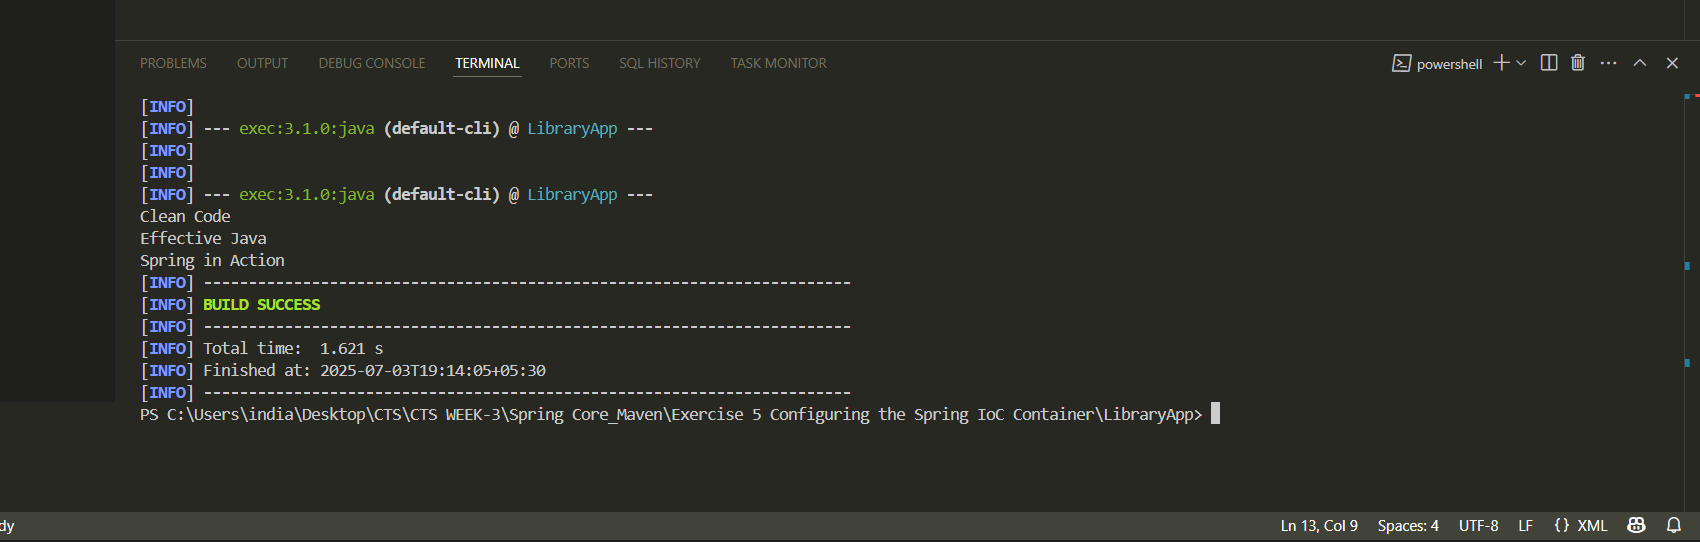 PROBLEMS OUTPUT DEBUG CONSOLE TERMINAL PORTS SQL HISTORY TASK MONITOR powershell
[INFO]
[INFO] --- exec:3.1.0:java (default-cli) @ LibraryApp ---
[INFO]
[INFO]
[INFO] --- exec:3.1.0:java (default-cli) @ LibraryApp ---
Clean Code
Effective Java
Spring in Action
[INFO] ------------------------------------------------------------------------
[INFO] BUILD SUCCESS
[INFO] ------------------------------------------------------------------------
[INFO] Total time:  1.621 s
[INFO] Finished at: 2025-07-03T19:14:05+05:30
[INFO] ------------------------------------------------------------------------
PS C:\Users\india\Desktop\CTS\CTS WEEK-3\Spring Core_Maven\Exercise 5 Configuring the Spring IoC Container\LibraryApp>
dy Ln 13, Col 9 Spaces: 4 UTF-8 LF {} XML